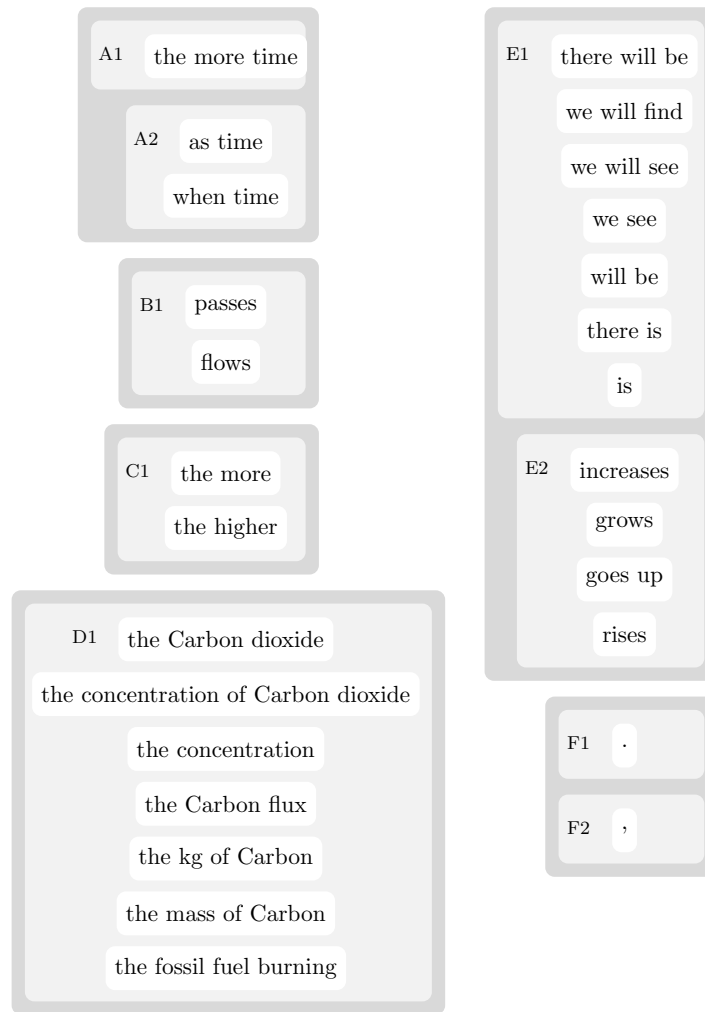 A1 the more time
A2 as time
when time
B1 passes
flows
C1 the more
the higher
D1 the Carbon dioxide
the concentration of Carbon dioxide
the concentration
the Carbon flux
the kg of Carbon
the mass of Carbon
the fossil fuel burning
E1 there will be
we will find
we will see
we see
will be
there is
is
E2 increases
grows
goes up
rises
F1 .
F2 ,